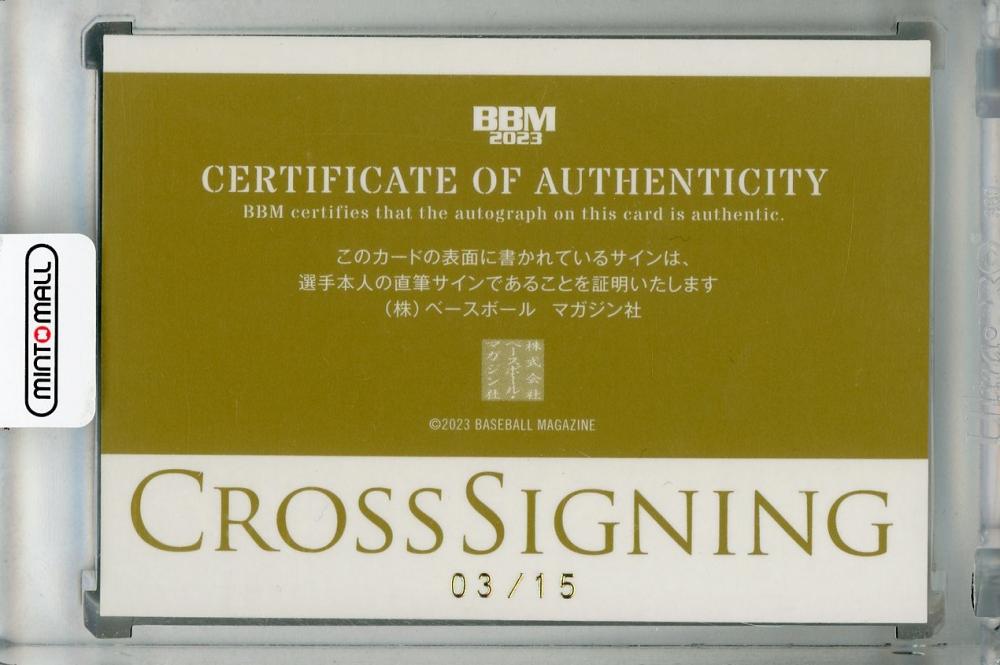 BBM
2023
CERTIFICATE OF AUTHENTICITY
BBM certifies that the autograph on this card is authentic.
このカードの表面に書かれているサインは、
選手本人の直筆サインであることを証明いたします
（株）ベースボール　マガジン社
株式会社
ベースボール・
マガジン社
©2023 BASEBALL MAGAZINE
CROSSSIGNING
03/15
MINTOMALL